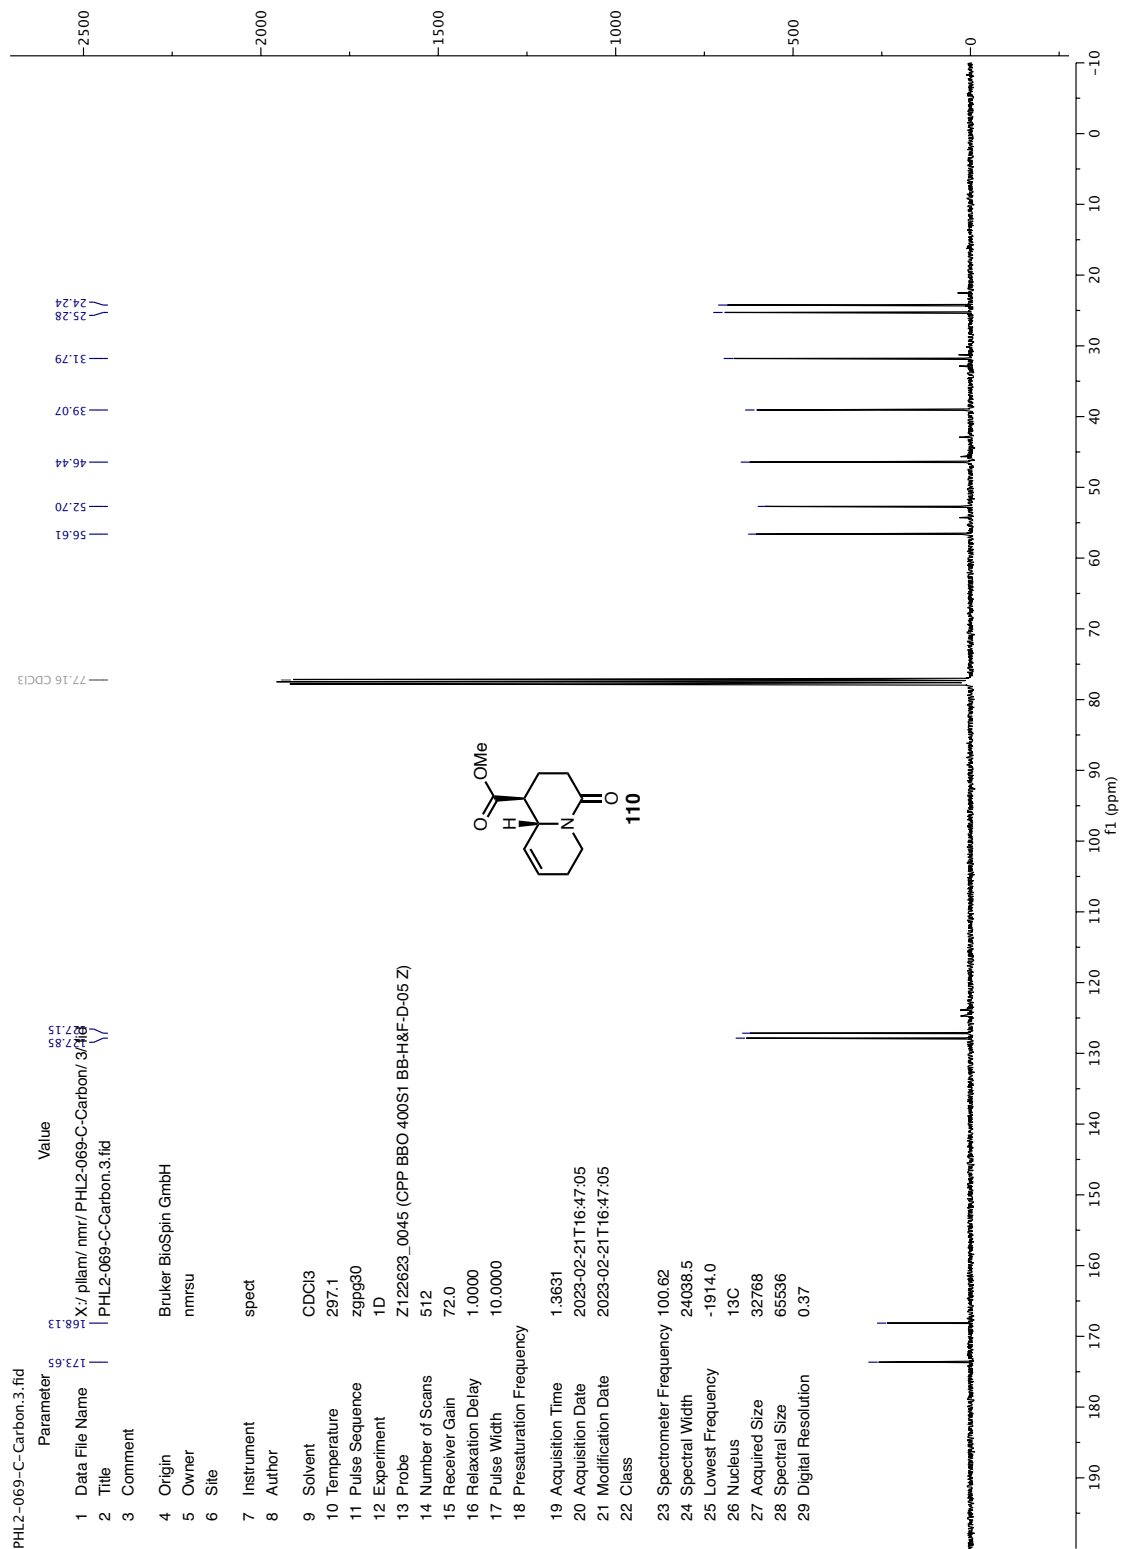 PHL2-069-C-Carbon.3.fid
Parameter Value
1 Data File Name X:/ pllam/ nmr/ PHL2-069-C-Carbon/ 3/ fid
2 Title PHL2-069-C-Carbon.3.fid
3 Comment
4 Origin Bruker BioSpin GmbH
5 Owner nmrsu
6 Site
7 Instrument spect
8 Author
9 Solvent CDCl3
10 Temperature 297.1
11 Pulse Sequence zgpg30
12 Experiment 1D
13 Probe Z122623_0045 (CPP BBO 400S1 BB-H&F-D-05 Z)
14 Number of Scans 512
15 Receiver Gain 72.0
16 Relaxation Delay 1.0000
17 Pulse Width 10.0000
18 Presaturation Frequency
19 Acquisition Time 1.3631
20 Acquisition Date 2023-02-21T16:47:05
21 Modification Date 2023-02-21T16:47:05
22 Class
23 Spectrometer Frequency 100.62
24 Spectral Width 24038.5
25 Lowest Frequency -1914.0
26 Nucleus 13C
27 Acquired Size 32768
28 Spectral Size 65536
29 Digital Resolution 0.37
173.65
168.13
127.85
127.15
77.16 CDCl3
56.61
52.70
46.44
39.07
31.79
25.28
24.24
O
OMe
H
N
O
110
2500
2000
1500
1000
500
0
190 180 170 160 150 140 130 120 110 100 90 80 70 60 50 40 30 20 10 0 -10
f1 (ppm)